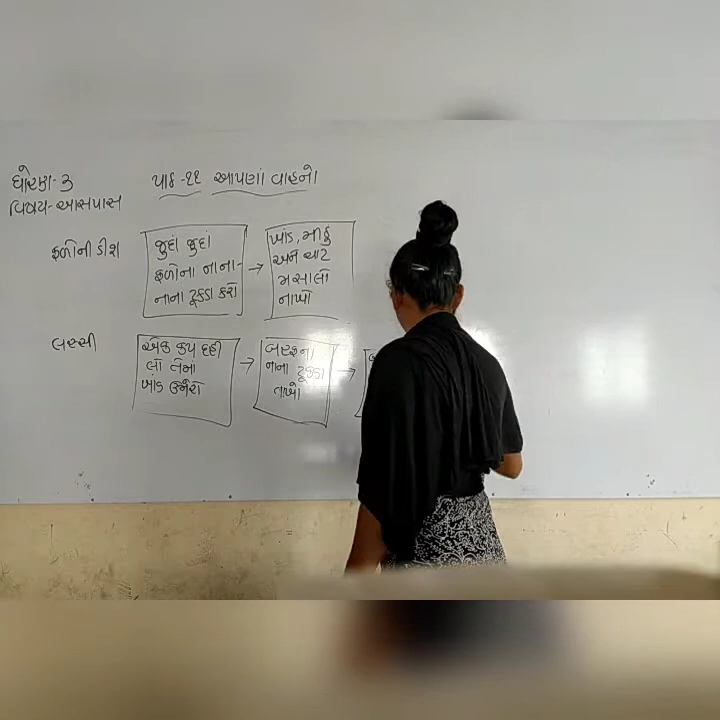 ધોરણ-૩
વિષય-આસપાસ
પાઠ-૨૨ આપણાં વાહનો
ફળોની ડીશ
જુદાં જુદાં
ફળોના નાના-
નાના ટૂકડા કરો
→
ખાંડ, મીઠું
અને ચાટ
મસાલો
નાખો
લસ્સી
એક કપ દહીં
લો તેમાં
ખાંડ ઉમેરો
→
બરફના
નાના ટૂકડા
નાખો
→